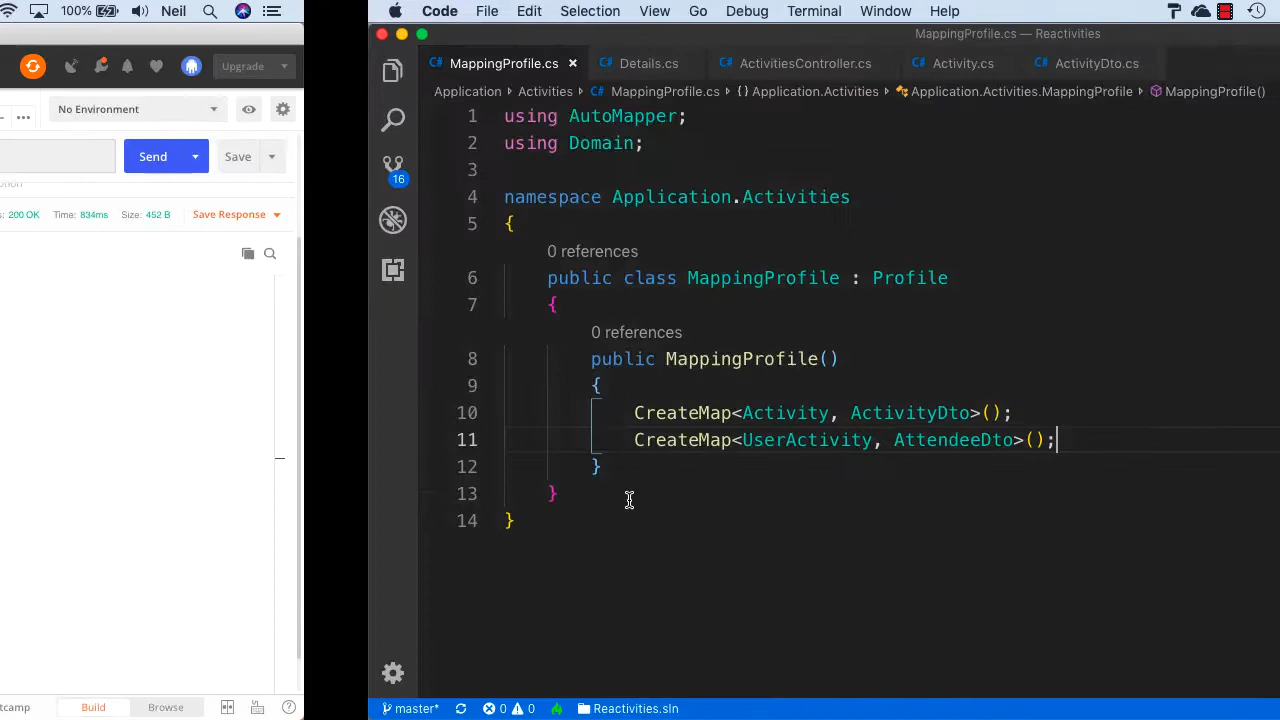 100% Neil
Code File Edit Selection View Go Debug Terminal Window Help
MappingProfile.cs — Reactivities
Upgrade
MappingProfile.cs × Details.cs ActivitiesController.cs Activity.cs ActivityDto.cs
Application > Activities > MappingProfile.cs > {} Application.Activities > Application.Activities.MappingProfile > MappingProfile()
No Environment
Send Save
200 OK Time: 834ms Size: 452 B Save Response
16
1 using AutoMapper;
2 using Domain;
3
4 namespace Application.Activities
5 {
0 references
6 public class MappingProfile : Profile
7 {
0 references
8 public MappingProfile()
9 {
10 CreateMap<Activity, ActivityDto>();
11 CreateMap<UserActivity, AttendeeDto>();
12 }
13 }
14 }
tcamp Build Browse
master* 0 0 Reactivities.sln